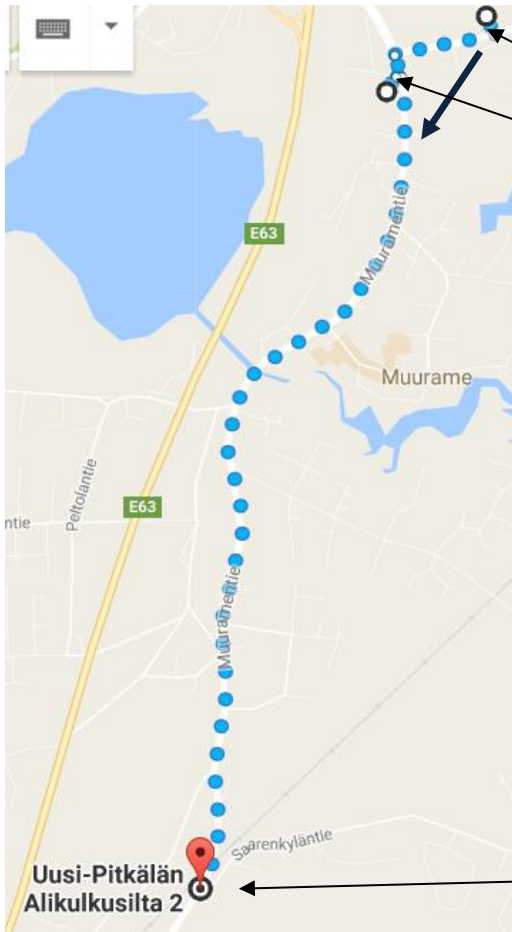 E63
Muuramentie
Muurame
Peltolantie
E63
ntie
Muuramentie
Saarenkyläntie
Uusi-Pitkälän
Alikulkusilta 2